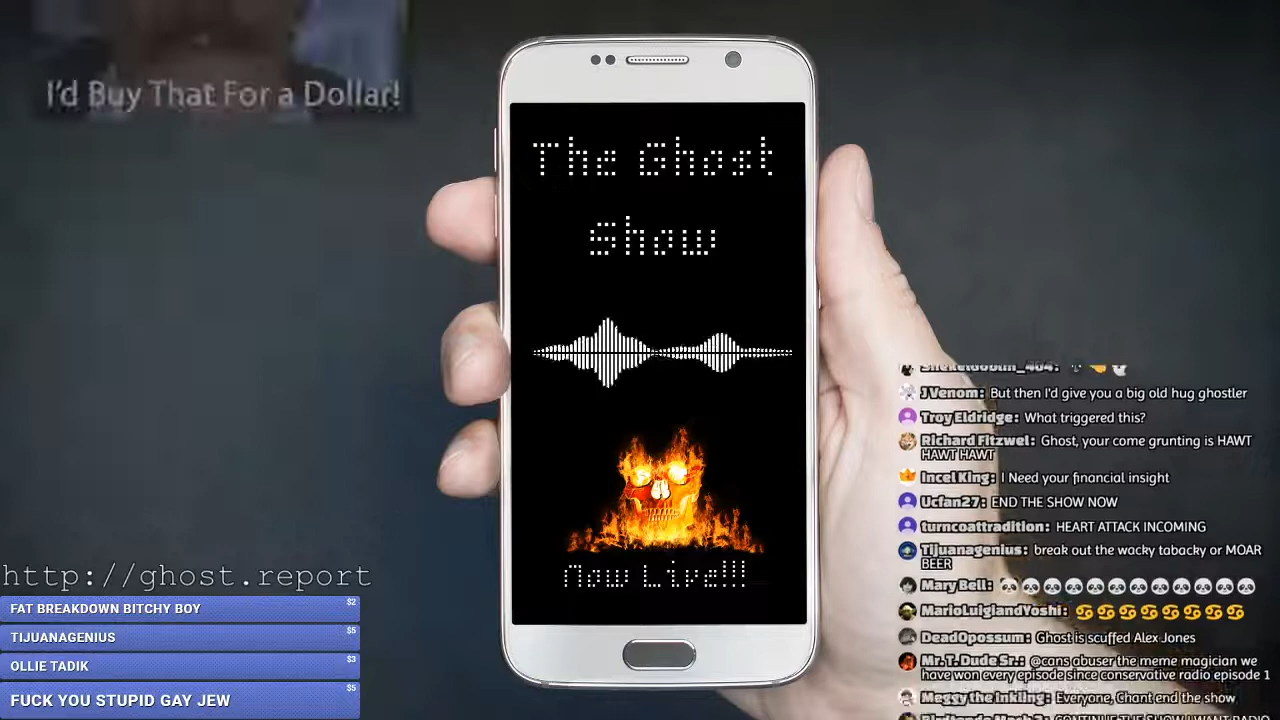 I'd Buy That For a Dollar!
The Ghost
Show
Now Live!!!
http://ghost.report
FAT BREAKDOWN BITCHY BOY $2
TIJUANAGENIUS $5
OLLIE TADIK $3
FUCK YOU STUPID GAY JEW $5
JVenom: But then I'd give you a big old hug ghostler
Troy Eldridge: What triggered this?
Richard Fitzwel: Ghost, your come grunting is HAWT
HAWT HAWT
Incel King: I Need your financial insight
Ucfan27: END THE SHOW NOW
turncoattradition: HEART ATTACK INCOMING
Tijuanagenius: break out the wacky tabacky or MOAR
BEER
Mary Bell:
MarioLuigiandYoshi:
DeadOpossum: Ghost is scuffed Alex Jones
Mr. T. Dude Sr.: @cans abuser the meme magician we
have won every episode since conservative radio episode 1
Meggy the Inkling: Everyone, Chant end the show